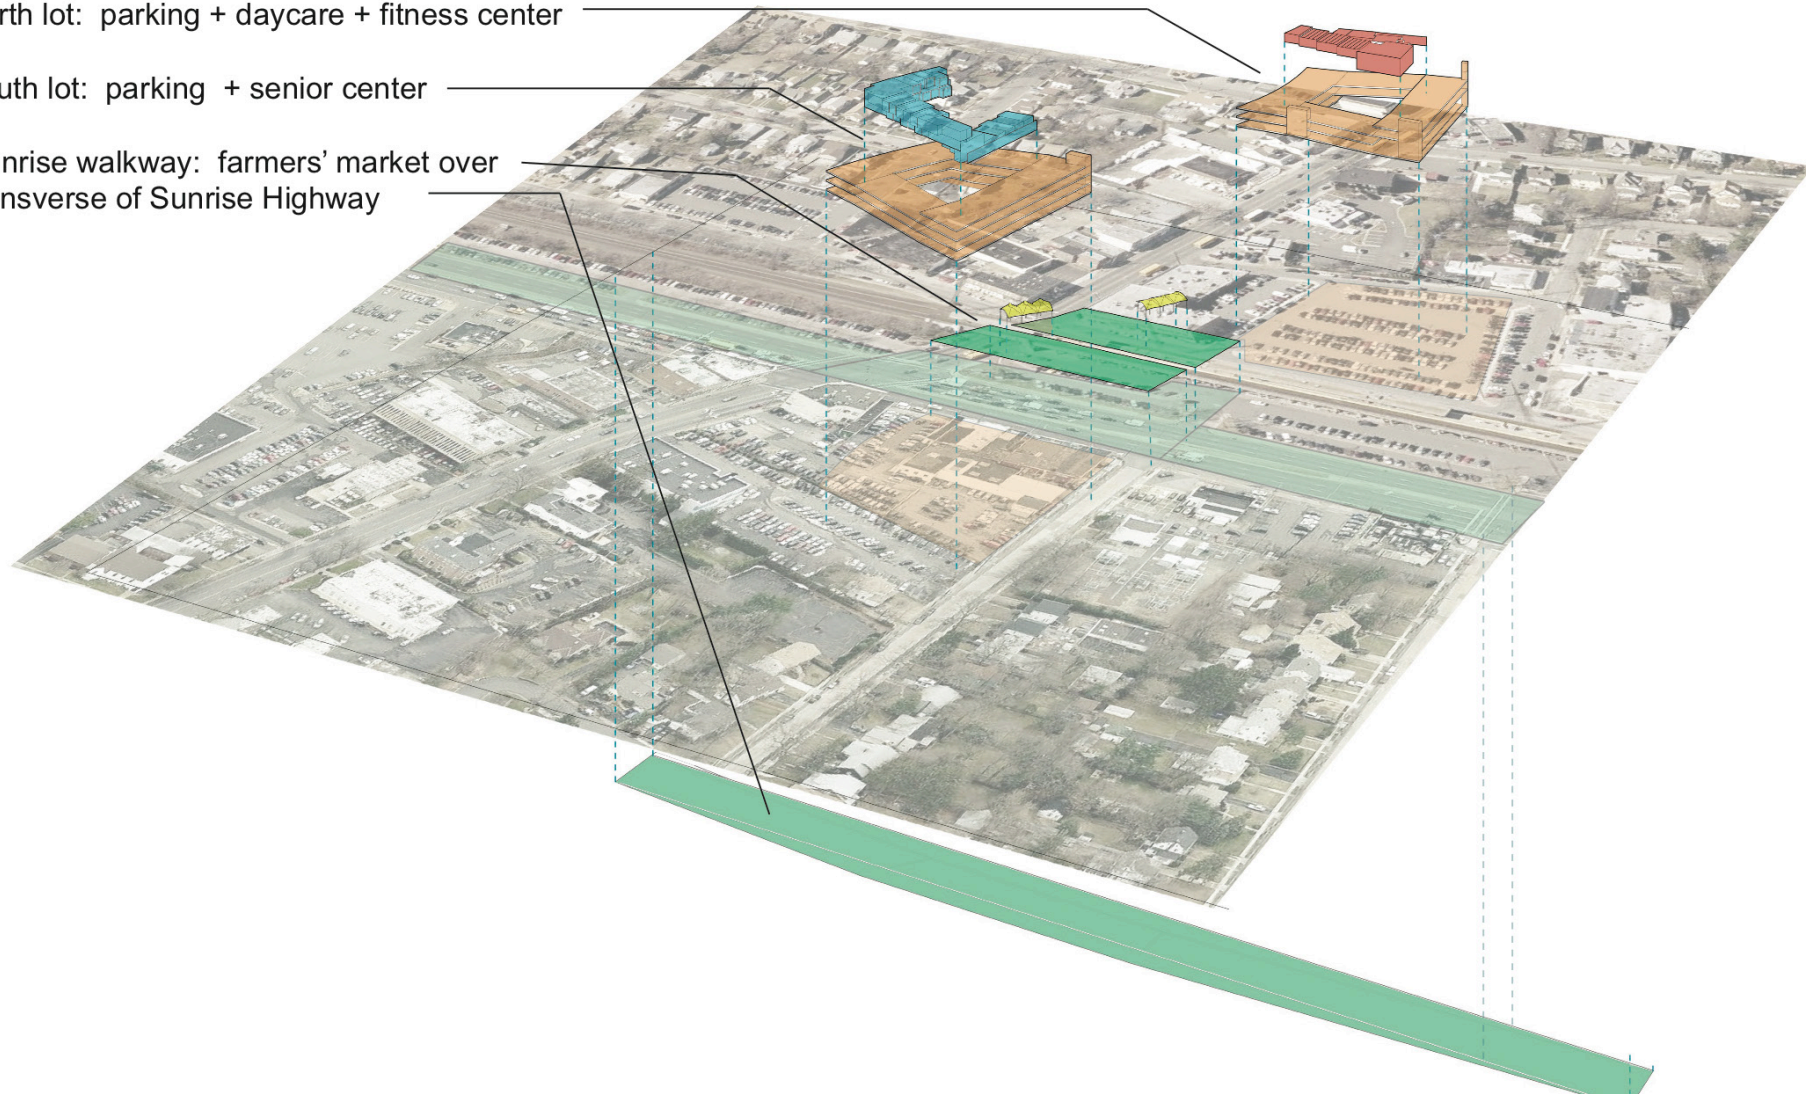 rth lot: parking + daycare + fitness center
uth lot: parking + senior center
nrise walkway: farmers’ market over
nsverse of Sunrise Highway